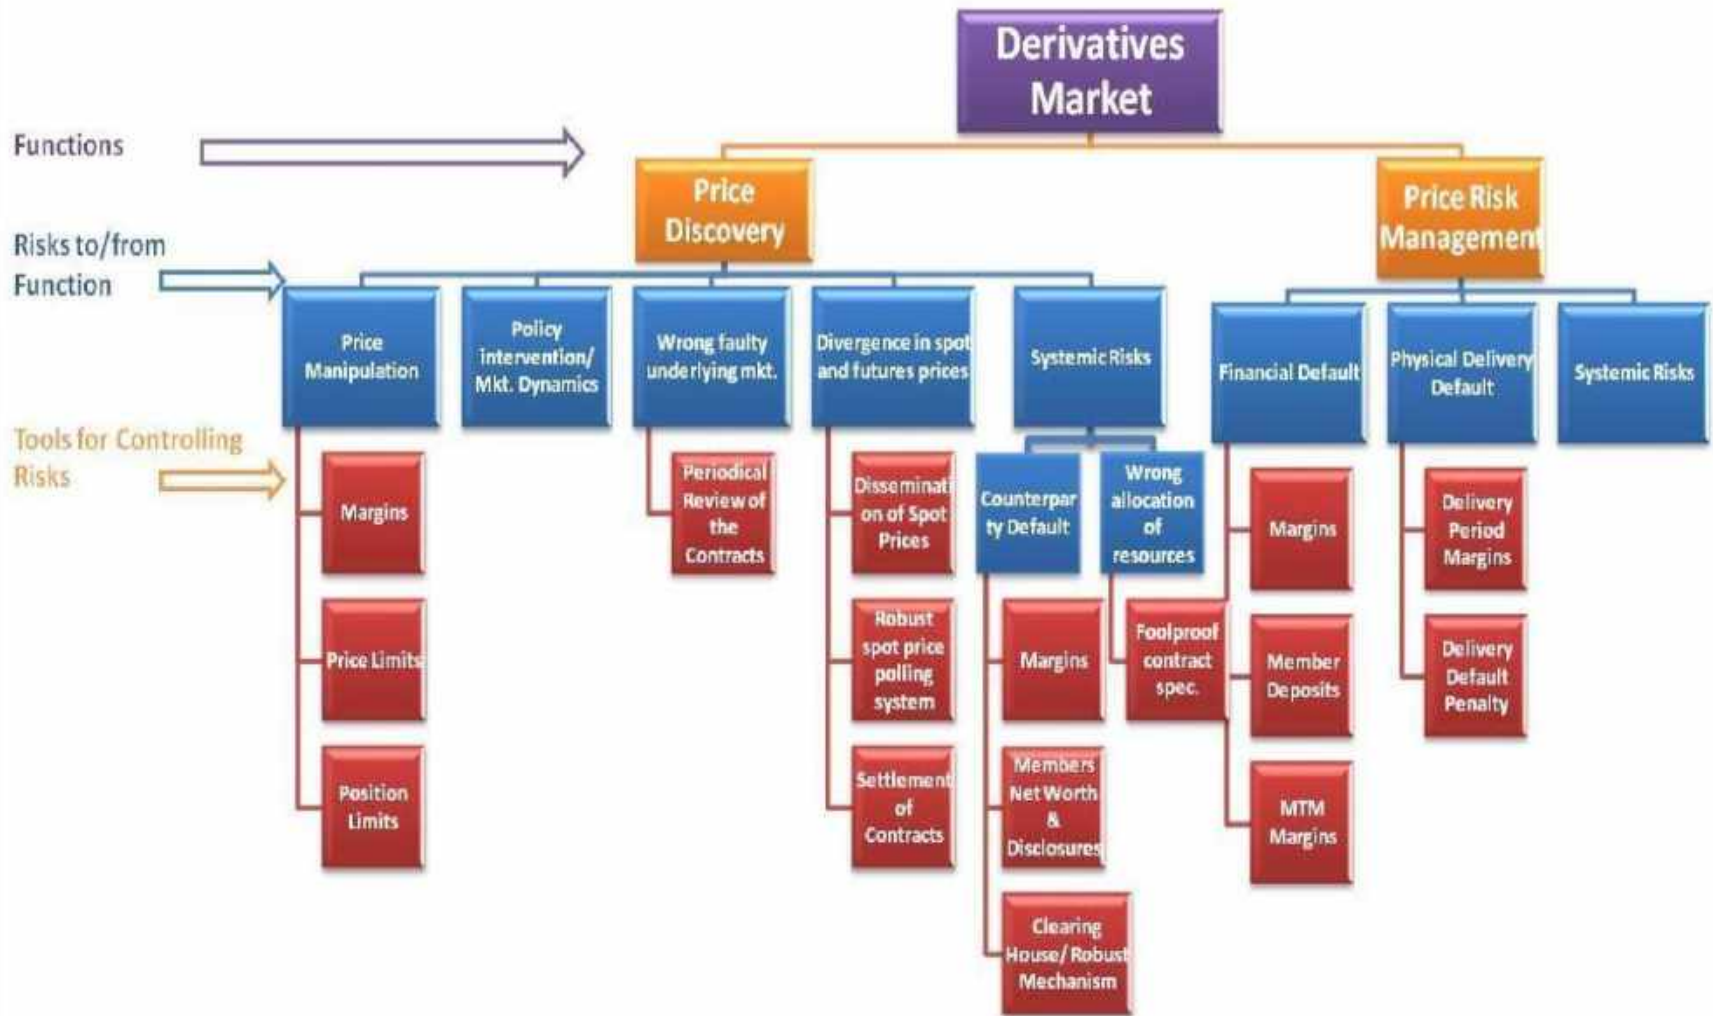 Derivatives
Market
Functions
Price
Discovery
Price Risk
Management
Risks to/from
Function
Price
Manipulation
Policy
intervention/
Mkt. Dynamics
Wrong faulty
underlying mkt.
Divergence in spot
and futures prices
Systemic Risks
Financial Default
Physical Delivery
Default
Systemic Risks
Tools for Controlling
Risks
Margins
Price Limits
Position
Limits
Periodical
Review of
the
Contracts
Disseminati
on of Spot
Prices
Robust
spot price
polling
system
Settlement
of
Contracts
Counterpar
ty Default
Wrong
allocation
of
resources
Margins
Members
Net Worth
&
Disclosures
Clearing
House/ Robust
Mechanism
Foolproof
contract
spec.
Margins
Member
Deposits
MTM
Margins
Delivery
Period
Margins
Delivery
Default
Penalty